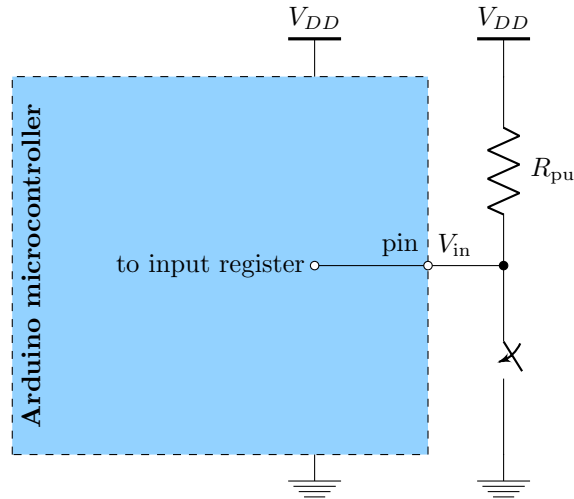 V_DD
V_DD
Arduino microcontroller
R_pu
pin
V_in
to input register